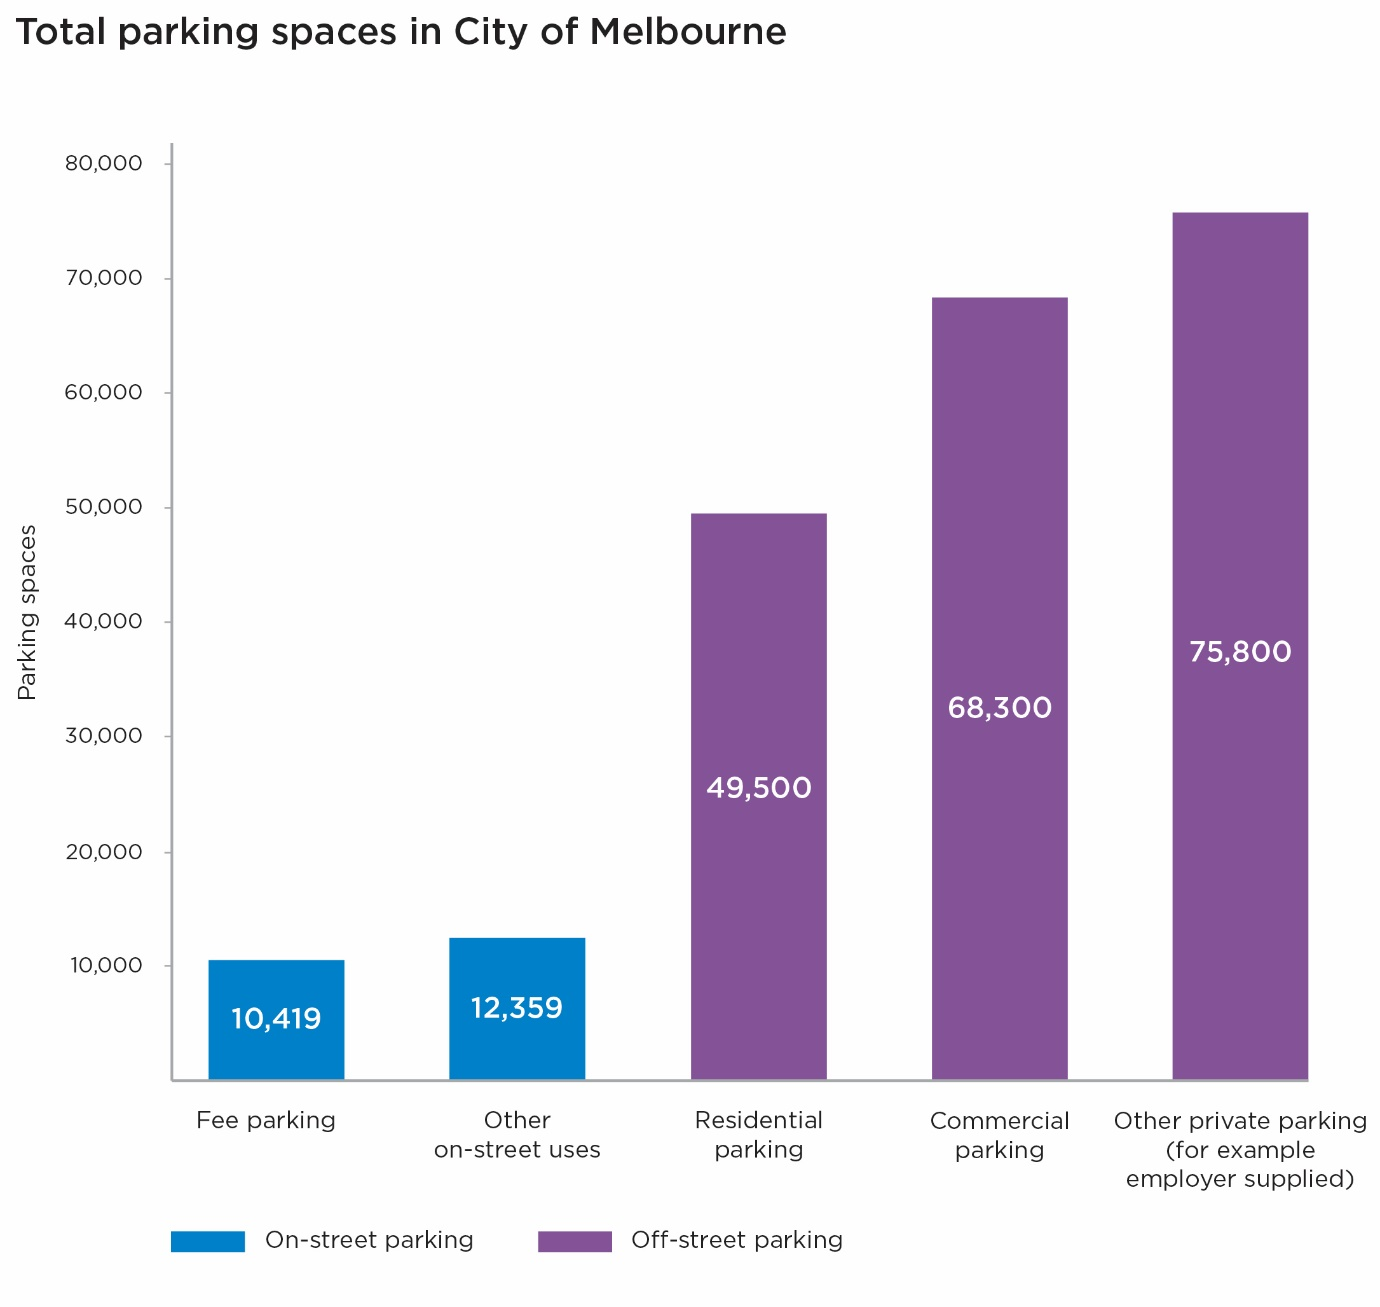 Total parking spaces in City of Melbourne
Parking spaces
80,000
70,000
60,000
50,000
40,000
30,000
20,000
10,000
10,419
12,359
49,500
68,300
75,800
Fee parking
Other
on-street uses
Residential
parking
Commercial
parking
Other private parking
(for example
employer supplied)
On-street parking
Off-street parking